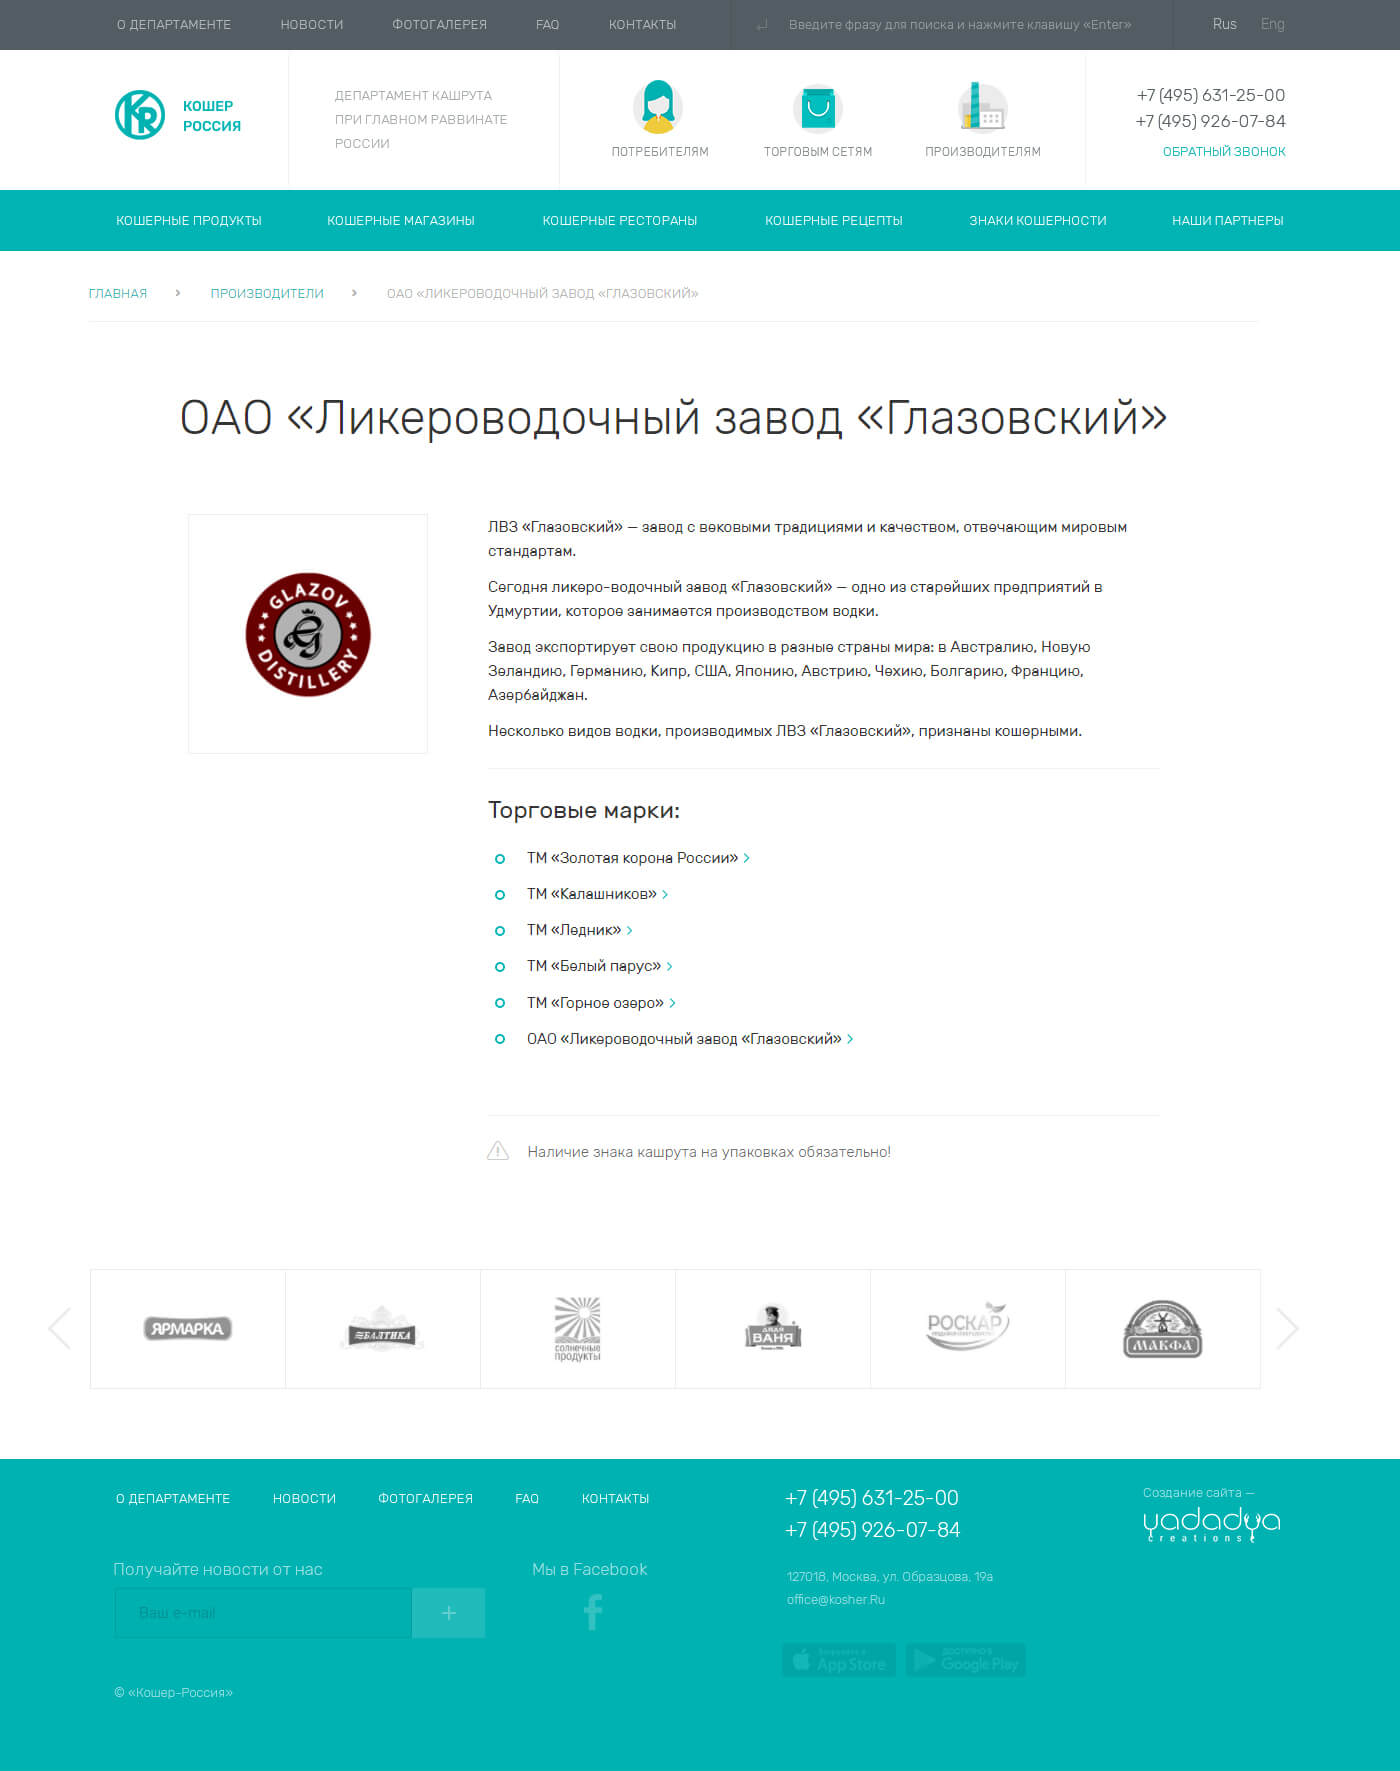 О ДЕПАРТАМЕНТЕ НОВОСТИ ФОТОГАЛЕРЕЯ FAQ КОНТАКТЫ Введите фразу для поиска и нажмите клавишу «Enter» Rus Eng
КОШЕР
РОССИЯ
ДЕПАРТАМЕНТ КАШРУТА
ПРИ ГЛАВНОМ РАВВИНАТЕ
РОССИИ
ПОТРЕБИТЕЛЯМ ТОРГОВЫМ СЕТЯМ ПРОИЗВОДИТЕЛЯМ
+7 (495) 631-25-00
+7 (495) 926-07-84
ОБРАТНЫЙ ЗВОНОК
КОШЕРНЫЕ ПРОДУКТЫ КОШЕРНЫЕ МАГАЗИНЫ КОШЕРНЫЕ РЕСТОРАНЫ КОШЕРНЫЕ РЕЦЕПТЫ ЗНАКИ КОШЕРНОСТИ НАШИ ПАРТНЕРЫ
ГЛАВНАЯ > ПРОИЗВОДИТЕЛИ > ОАО «ЛИКЕРОВОДОЧНЫЙ ЗАВОД «ГЛАЗОВСКИЙ»
ОАО «Ликероводочный завод «Глазовский»
GLAZOV
DISTILLERY
ЛВЗ «Глазовский» — завод с вековыми традициями и качеством, отвечающим мировым
стандартам.
Сегодня ликеро-водочный завод «Глазовский» — одно из старейших предприятий в
Удмуртии, которое занимается производством водки.
Завод экспортирует свою продукцию в разные страны мира: в Австралию, Новую
Зеландию, Германию, Кипр, США, Японию, Австрию, Чехию, Болгарию, Францию,
Азербайджан.
Несколько видов водки, производимых ЛВЗ «Глазовский», признаны кошерными.
Торговые марки:
ТМ «Золотая корона России»
ТМ «Калашников»
ТМ «Ледник»
ТМ «Белый парус»
ТМ «Горное озеро»
ОАО «Ликероводочный завод «Глазовский»
Наличие знака кашрута на упаковках обязательно!
ЯРМАРКА
БАЛТИКА
солнечные
продукты
ДЯДЯ
ВАНЯ
РОСКАР
МАКФА
О ДЕПАРТАМЕНТЕ НОВОСТИ ФОТОГАЛЕРЕЯ FAQ КОНТАКТЫ
+7 (495) 631-25-00
+7 (495) 926-07-84
Создание сайта —
yadadya
creations
Получайте новости от нас
Ваш e-mail
+
Мы в Facebook
127018, Москва, ул. Образцова, 19а
office@kosher.Ru
App Store
ДОСТУПНО В
Google Play
© «Кошер-Россия»